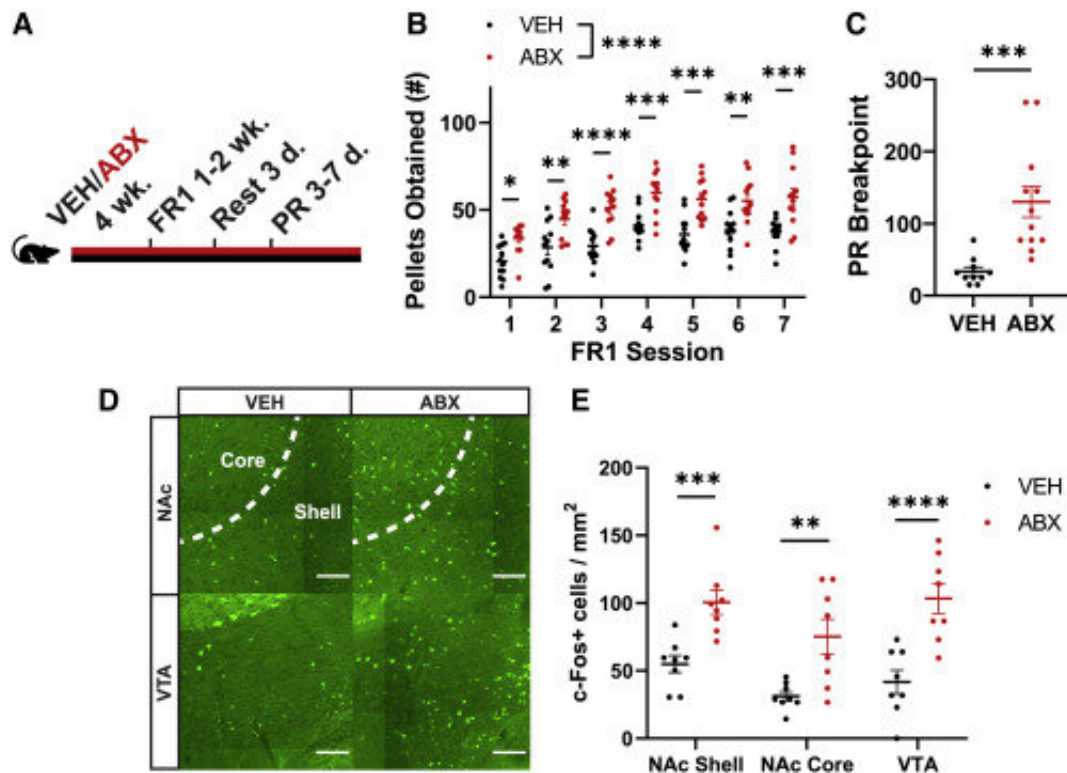 A
VEH/ABX
4 wk.
FR1 1-2 wk.
Rest 3 d.
PR 3-7 d.
B
VEH
ABX
****
Pellets Obtained (#)
100
50
0
*
**
****
***
***
**
***
1 2 3 4 5 6 7
FR1 Session
C
***
PR Breakpoint
300
200
100
0
VEH ABX
D
VEH ABX
NAc
Core
Shell
VTA
E
c-Fos+ cells / mm²
200
150
100
50
0
***
**
****
VEH
ABX
NAc Shell NAc Core VTA